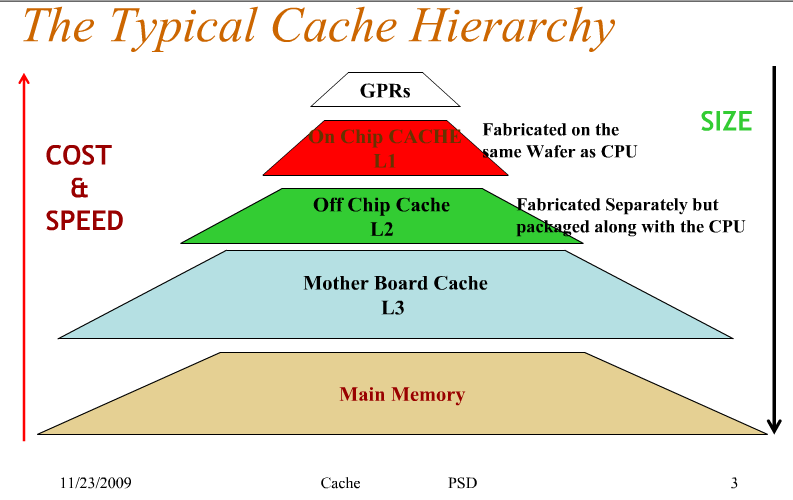 The Typical Cache Hierarchy
GPRs
On Chip CACHE
L1
Fabricated on the
same Wafer as CPU
SIZE
COST
&
SPEED
Off Chip Cache
L2
Fabricated Separately but
packaged along with the CPU
Mother Board Cache
L3
Main Memory
11/23/2009 Cache PSD 3